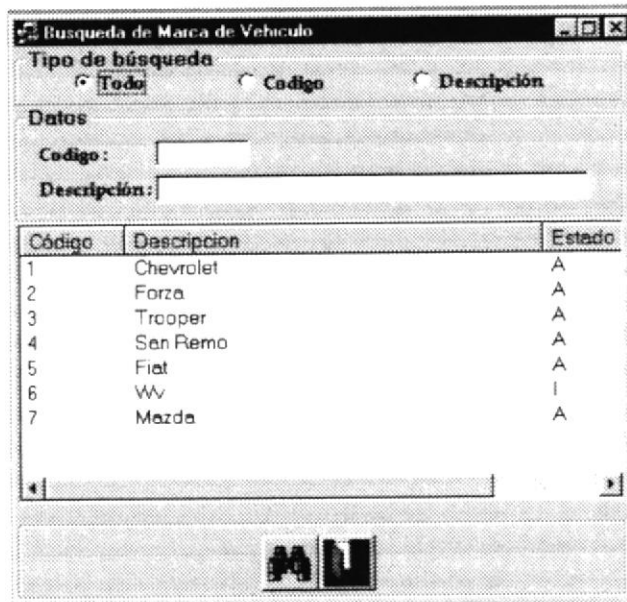 Busqueda de Marca de Vehiculo
Tipo de búsqueda
Todo Codigo Descripción
Datos
Codigo :
Descripción :
Código Descripcion Estado
1 Chevrolet A
2 Forza A
3 Trooper A
4 San Remo A
5 Fiat A
6 Wv I
7 Mazda A